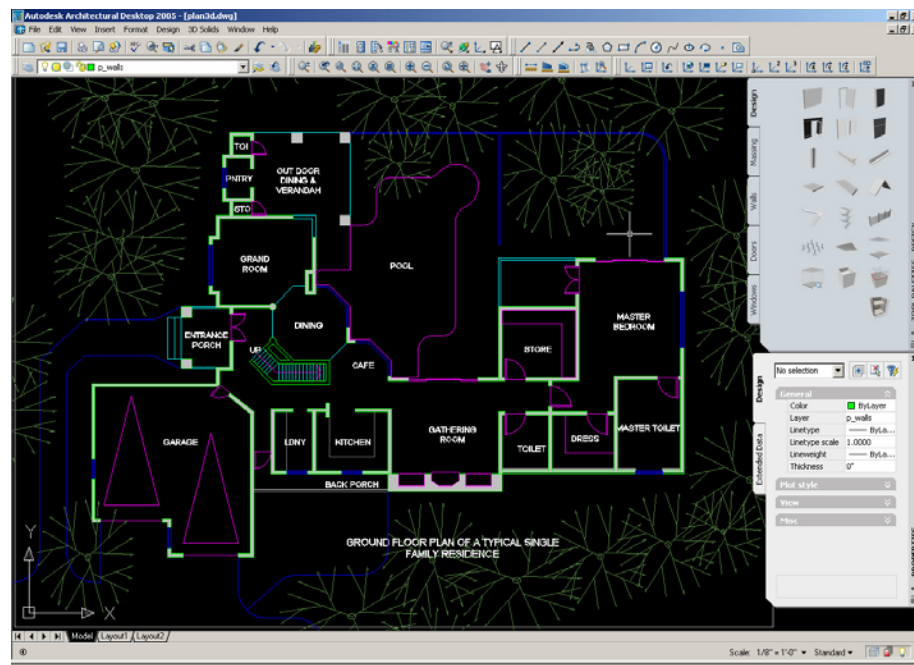 Autodesk Architectural Desktop 2005 - [plan3d.dwg]
File Edit View Insert Format Design 3D Solids Window Help
p_walls
TOI
PNTRY
OUT DOOR
DINING &
VERANDAH
STO
GRAND
ROOM
POOL
ENTRANCE
PORCH
DINING
UP
CAFE
STORE
MASTER
BEDROOM
GARAGE
LDNY
KITCHEN
GATHERING
ROOM
TOILET
DRESS
MASTER TOILET
BACK PORCH
GROUND FLOOR PLAN OF A TYPICAL SINGLE
FAMILY RESIDENCE
Y
X
Design
Massing
Walls
Doors
Windows
Design
Extended Data
No selection
General
Color ByLayer
Layer p_walls
Linetype ByLa...
Linetype scale 1.0000
Lineweight ByLa...
Thickness 0"
Plot style
View
Misc
Model Layout1 Layout2
Scale: 1/8" = 1'-0" Standard